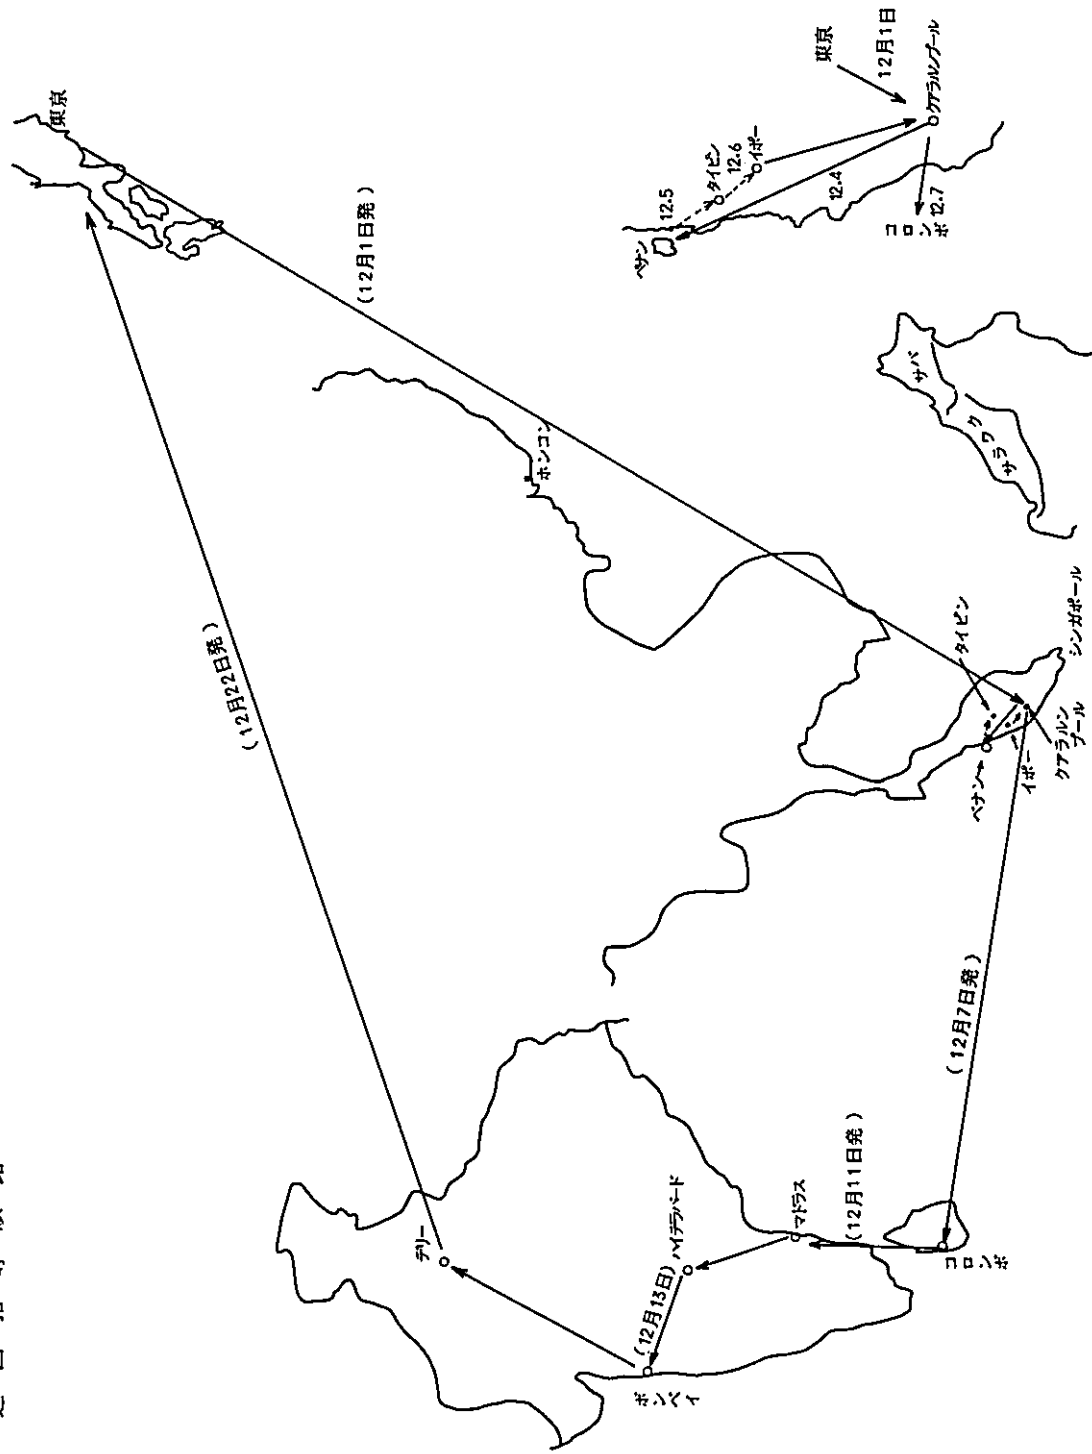 東京
(12月1日発)
(12月22日発)
ホンコン
タイピン
シンガポール
ペナン
イポー
クアラルン
プール
(12月7日発)
デリー
ハイデラバード
マドラス
(12月11日発)
(12月13日)
ボンベイ
コロンボ
サバ
サラワク
東京
12月1日
クアラルンプール
タイピン
12.6
イポー
12.5
12.4
コロンボ
12.7